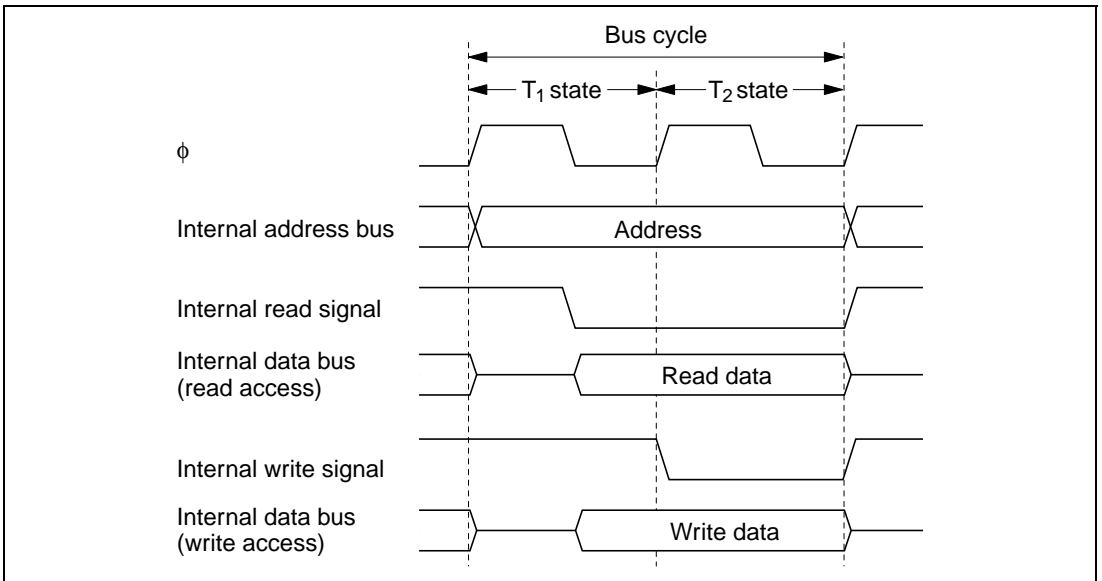 Bus cycle
T₁ state T₂ state
ϕ
Internal address bus Address
Internal read signal
Internal data bus
(read access) Read data
Internal write signal
Internal data bus
(write access) Write data